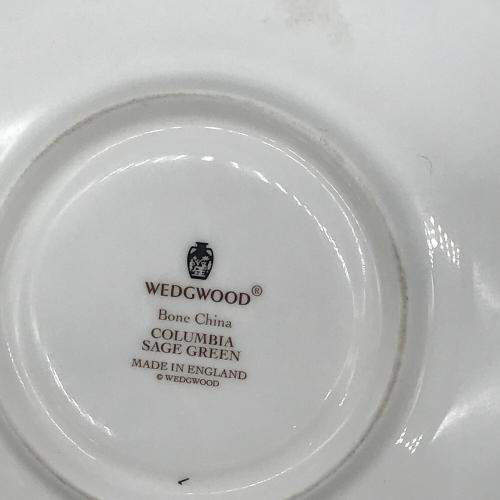 WEDGWOOD®
Bone China
COLUMBIA
SAGE GREEN
MADE IN ENGLAND
© WEDGWOOD